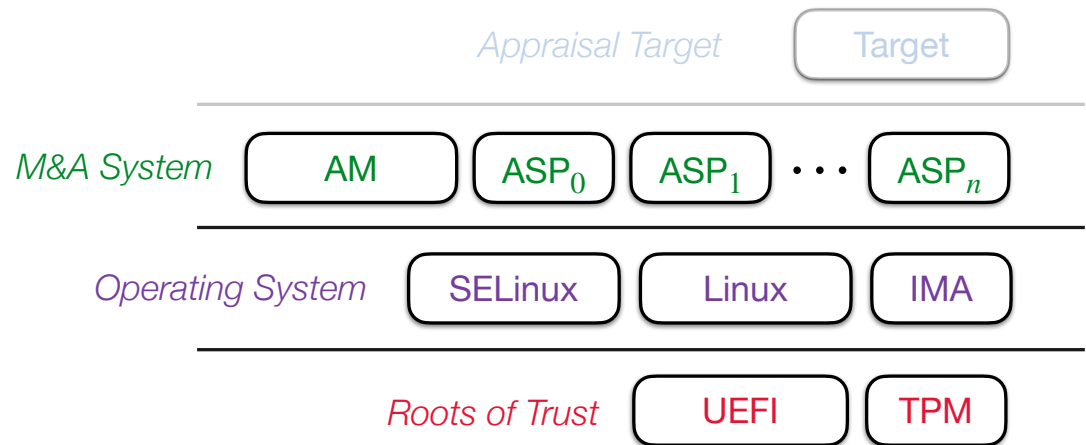 Appraisal Target Target
M&A System AM ASP₀ ASP₁ ··· ASPₙ
Operating System SELinux Linux IMA
Roots of Trust UEFI TPM